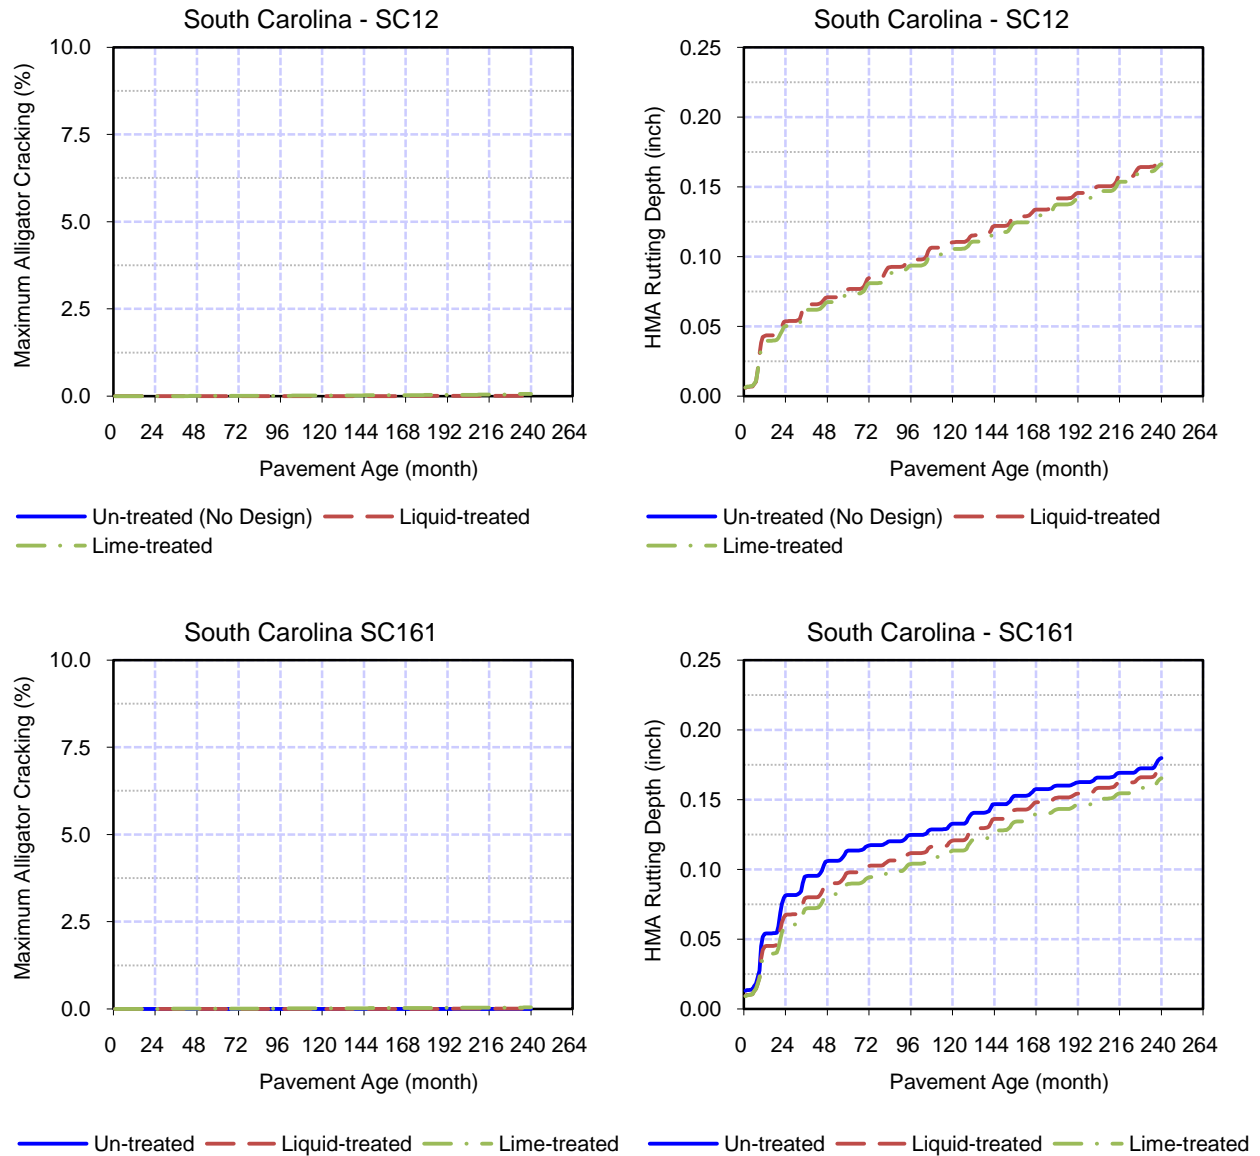 South Carolina - SC12
10.0
7.5
5.0
2.5
0.0
Maximum Alligator Cracking (%)
0 24 48 72 96 120 144 168 192 216 240 264
Pavement Age (month)
Un-treated (No Design) Liquid-treated
Lime-treated
South Carolina - SC12
0.25
0.20
0.15
0.10
0.05
0.00
HMA Rutting Depth (inch)
0 24 48 72 96 120 144 168 192 216 240 264
Pavement Age (month)
Un-treated (No Design) Liquid-treated
Lime-treated
South Carolina SC161
10.0
7.5
5.0
2.5
0.0
Maximum Alligator Cracking (%)
0 24 48 72 96 120 144 168 192 216 240 264
Pavement Age (month)
Un-treated Liquid-treated Lime-treated
South Carolina - SC161
0.25
0.20
0.15
0.10
0.05
0.00
HMA Rutting Depth (inch)
0 24 48 72 96 120 144 168 192 216 240 264
Pavement Age (month)
Un-treated Liquid-treated Lime-treated